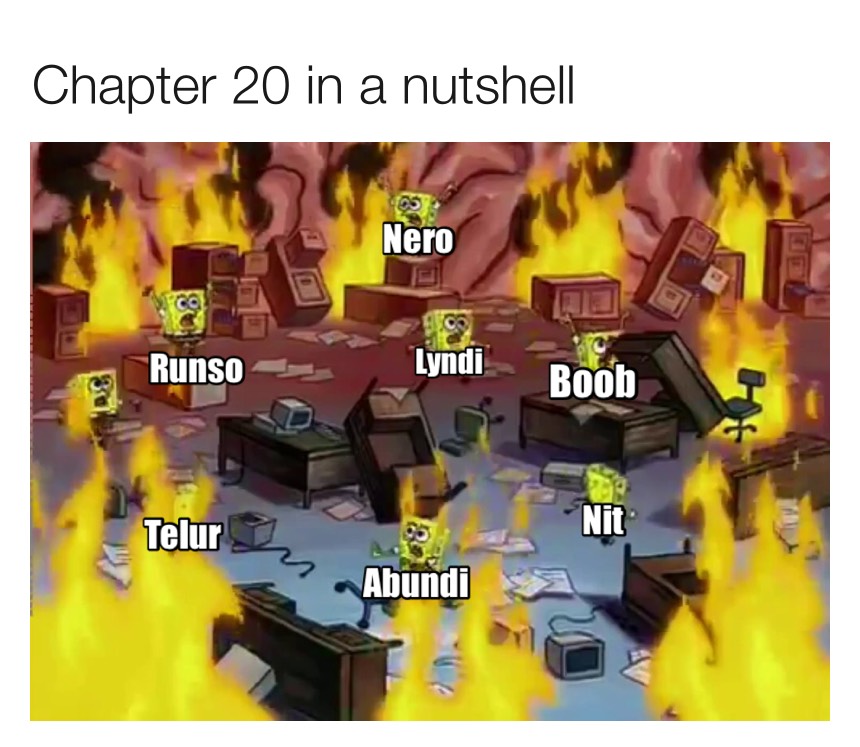 Chapter 20 in a nutshell
Nero
Runso
Lyndi
Boob
Telur
Nit
Abundi